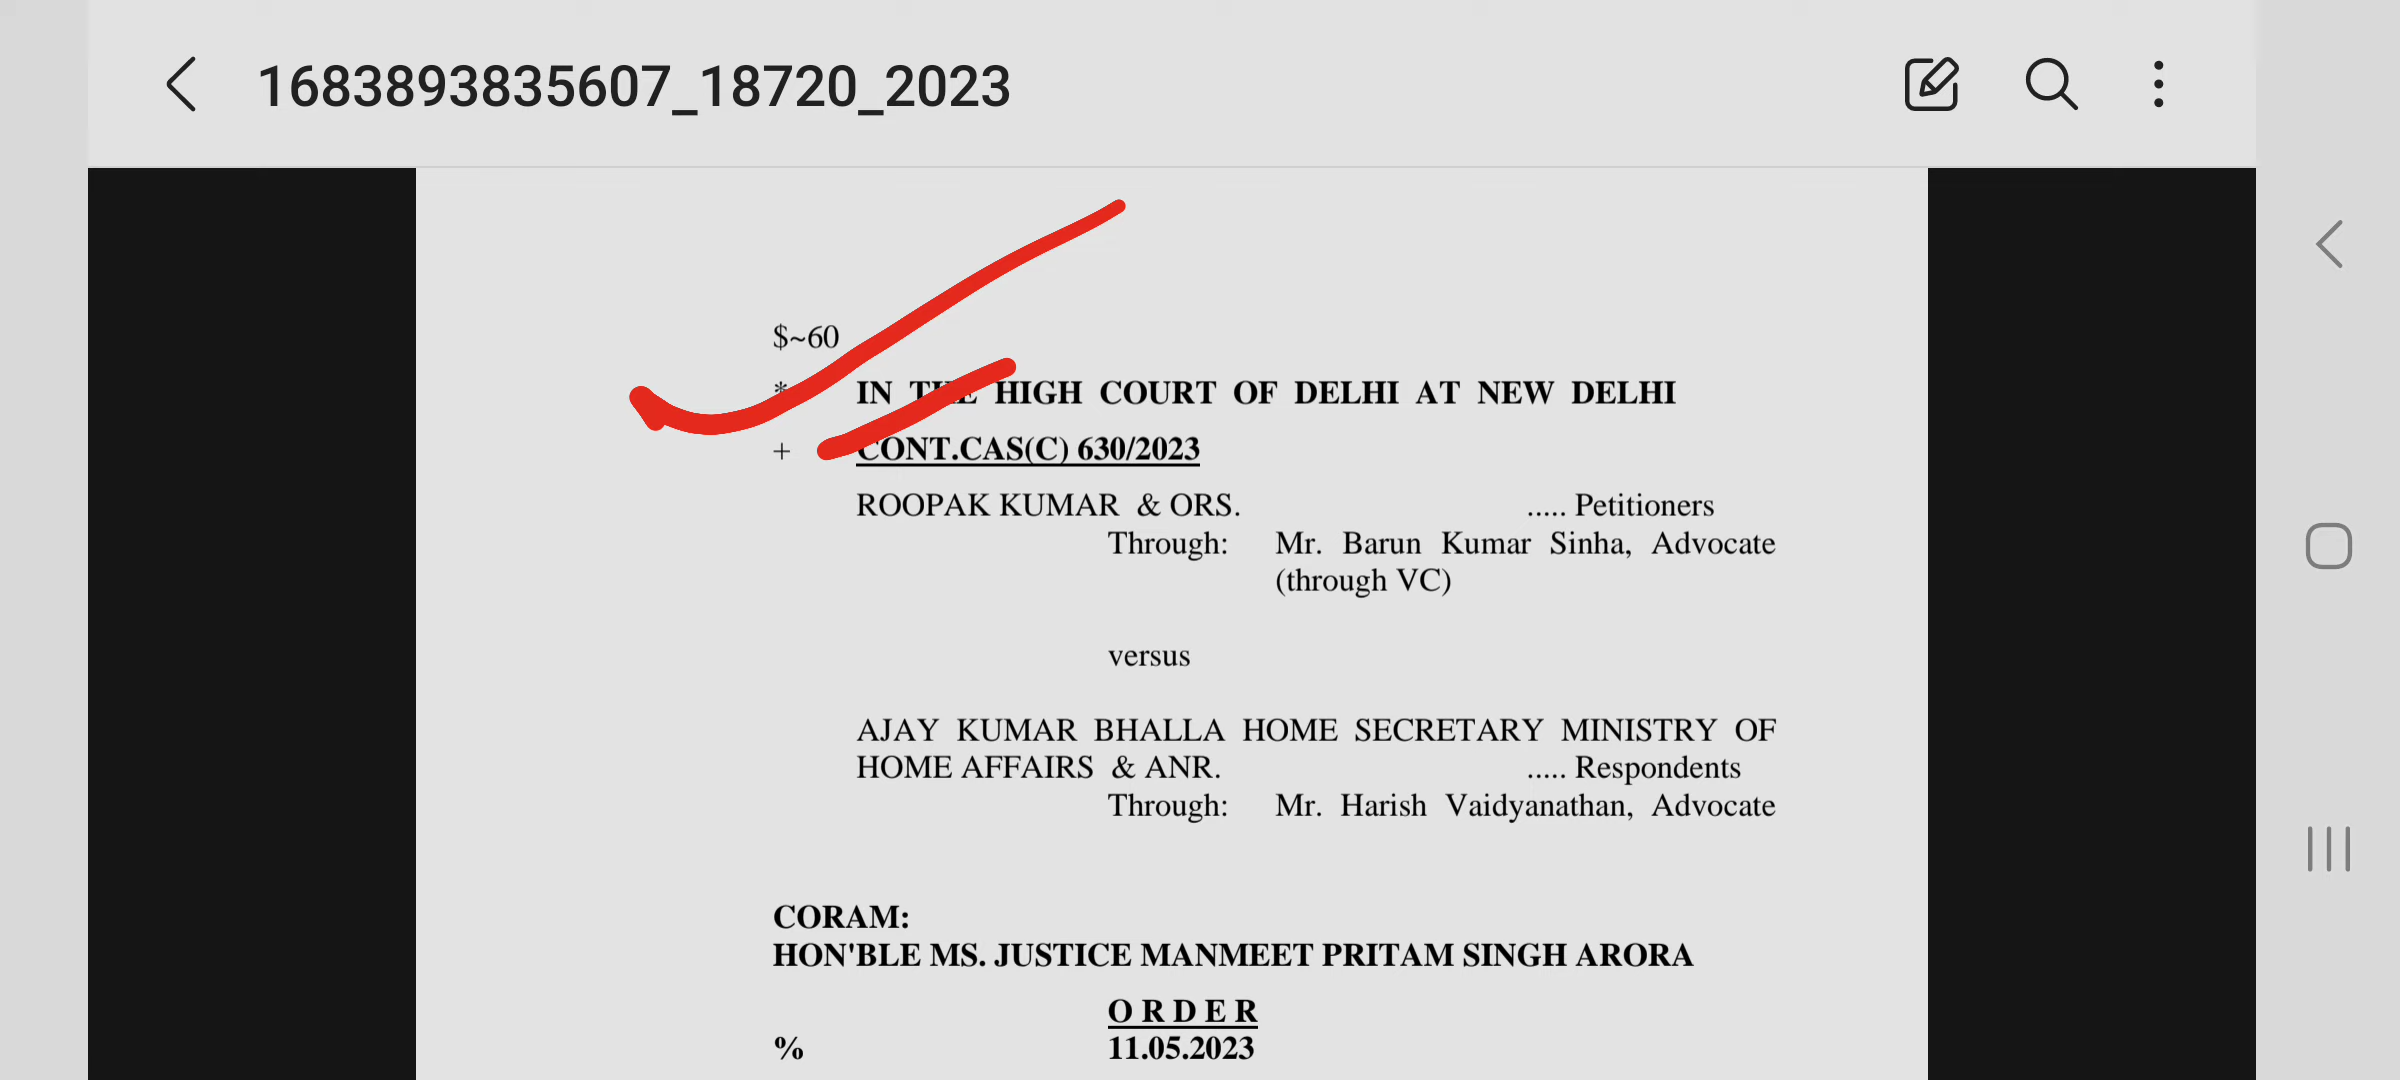 1683893835607_18720_2023
$~60
* IN THE HIGH COURT OF DELHI AT NEW DELHI
+ CONT.CAS(C) 630/2023
ROOPAK KUMAR & ORS. ..... Petitioners
Through: Mr. Barun Kumar Sinha, Advocate
(through VC)
versus
AJAY KUMAR BHALLA HOME SECRETARY MINISTRY OF
HOME AFFAIRS & ANR. ..... Respondents
Through: Mr. Harish Vaidyanathan, Advocate
CORAM:
HON'BLE MS. JUSTICE MANMEET PRITAM SINGH ARORA
O R D E R
% 11.05.2023